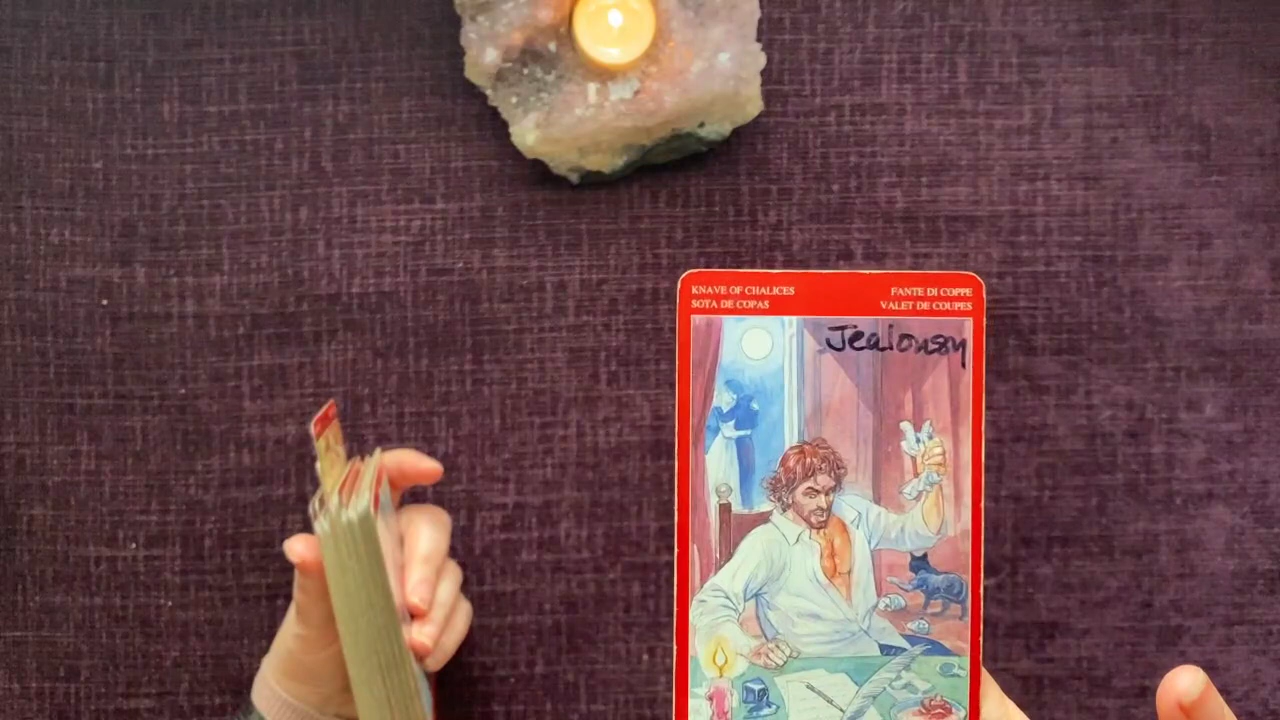 KNAVE OF CHALICES FANTE DI COPPE
SOTA DE COPAS VALET DE COUPES
Jealousy